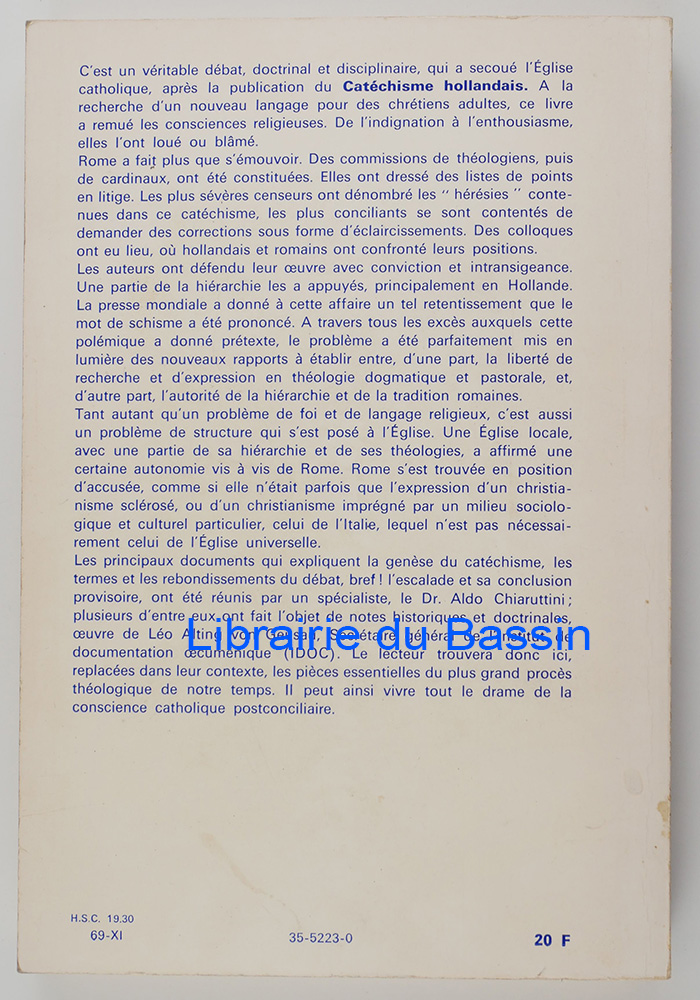 C'est un véritable débat, doctrinal et disciplinaire, qui a secoué l'Église
catholique, après la publication du Catéchisme hollandais. A la
recherche d'un nouveau langage pour des chrétiens adultes, ce livre
a remué les consciences religieuses. De l'indignation à l'enthousiasme,
elles l'ont loué ou blâmé.
Rome a fait plus que s'émouvoir. Des commissions de théologiens, puis
de cardinaux, ont été constituées. Elles ont dressé des listes de points
en litige. Les plus sévères censeurs ont dénombré les " hérésies " conte-
nues dans ce catéchisme, les plus conciliants se sont contentés de
demander des corrections sous forme d'éclaircissements. Des colloques
ont eu lieu, où hollandais et romains ont confronté leurs positions.
Les auteurs ont défendu leur œuvre avec conviction et intransigeance.
Une partie de la hiérarchie les a appuyés, principalement en Hollande.
La presse mondiale a donné à cette affaire un tel retentissement que le
mot de schisme a été prononcé. A travers tous les excès auxquels cette
polémique a donné prétexte, le problème a été parfaitement mis en
lumière des nouveaux rapports à établir entre, d'une part, la liberté de
recherche et d'expression en théologie dogmatique et pastorale, et,
d'autre part, l'autorité de la hiérarchie et de la tradition romaines.
Tant autant qu'un problème de foi et de langage religieux, c'est aussi
un problème de structure qui s'est posé à l'Église. Une Église locale,
avec une partie de sa hiérarchie et de ses théologies, a affirmé une
certaine autonomie vis à vis de Rome. Rome s'est trouvée en position
d'accusée, comme si elle n'était parfois que l'expression d'un christia-
nisme sclérosé, ou d'un christianisme imprégné par un milieu sociolo-
gique et culturel particulier, celui de l'Italie, lequel n'est pas nécessai-
rement celui de l'Église universelle.
Les principaux documents qui expliquent la genèse du catéchisme, les
termes et les rebondissements du débat, bref ! l'escalade et sa conclusion
provisoire, ont été réunis par un spécialiste, le Dr. Aldo Chiaruttini ;
plusieurs d'entre eux ont fait l'objet de notes historiques et doctrinales,
œuvre de Léo Alting von Geusau, Secrétaire général de l'Institut de
Librairie du Bassin
documentation œcuménique (IDOC). Le lecteur trouvera donc ici,
replacées dans leur contexte, les pièces essentielles du plus grand procès
théologique de notre temps. Il peut ainsi vivre tout le drame de la
conscience catholique postconciliaire.
H.S.C. 19.30
69-XI
35-5223-0
20 F